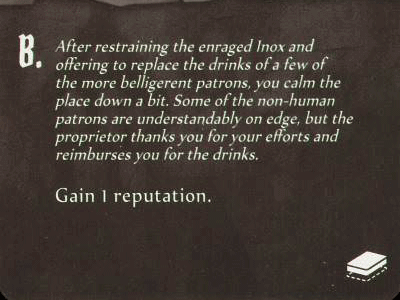 B. After restraining the enraged Inox and
offering to replace the drinks of a few of
the more belligerent patrons, you calm the
place down a bit. Some of the non-human
patrons are understandably on edge, but the
proprietor thanks you for your efforts and
reimburses you for the drinks.
Gain 1 reputation.